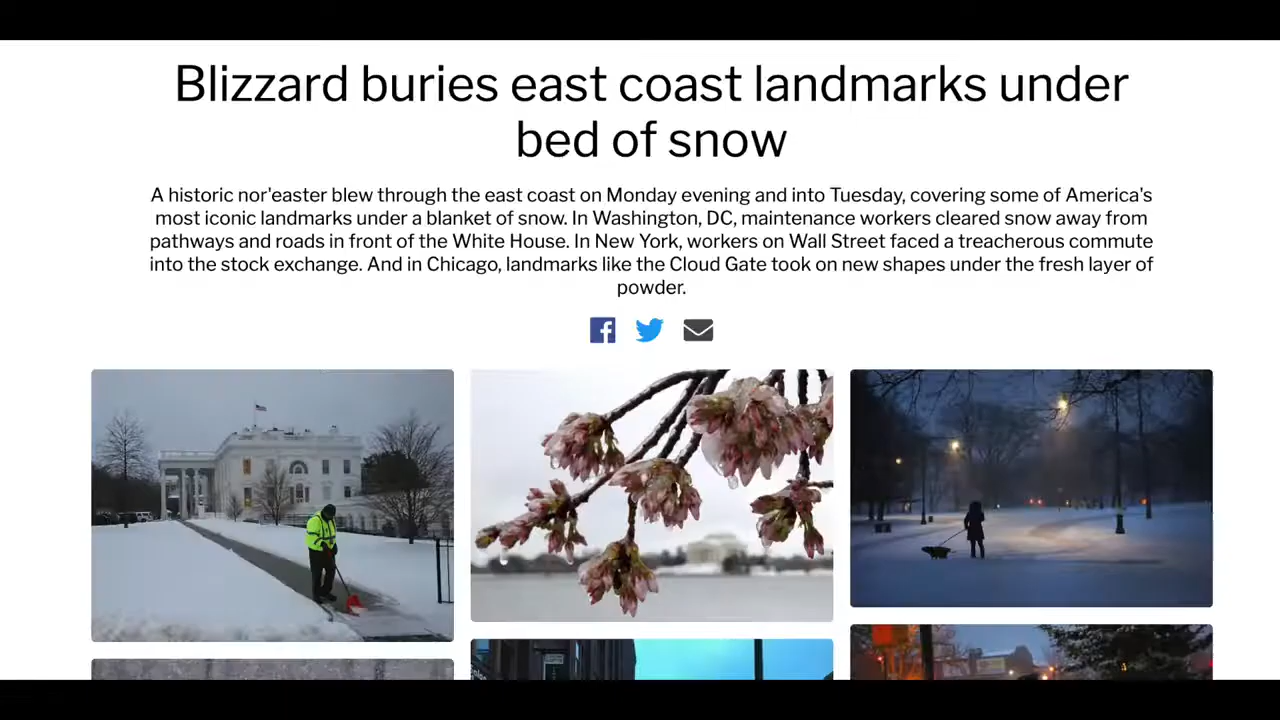 Blizzard buries east coast landmarks under
bed of snow
A historic nor'easter blew through the east coast on Monday evening and into Tuesday, covering some of America's
most iconic landmarks under a blanket of snow. In Washington, DC, maintenance workers cleared snow away from
pathways and roads in front of the White House. In New York, workers on Wall Street faced a treacherous commute
into the stock exchange. And in Chicago, landmarks like the Cloud Gate took on new shapes under the fresh layer of
powder.